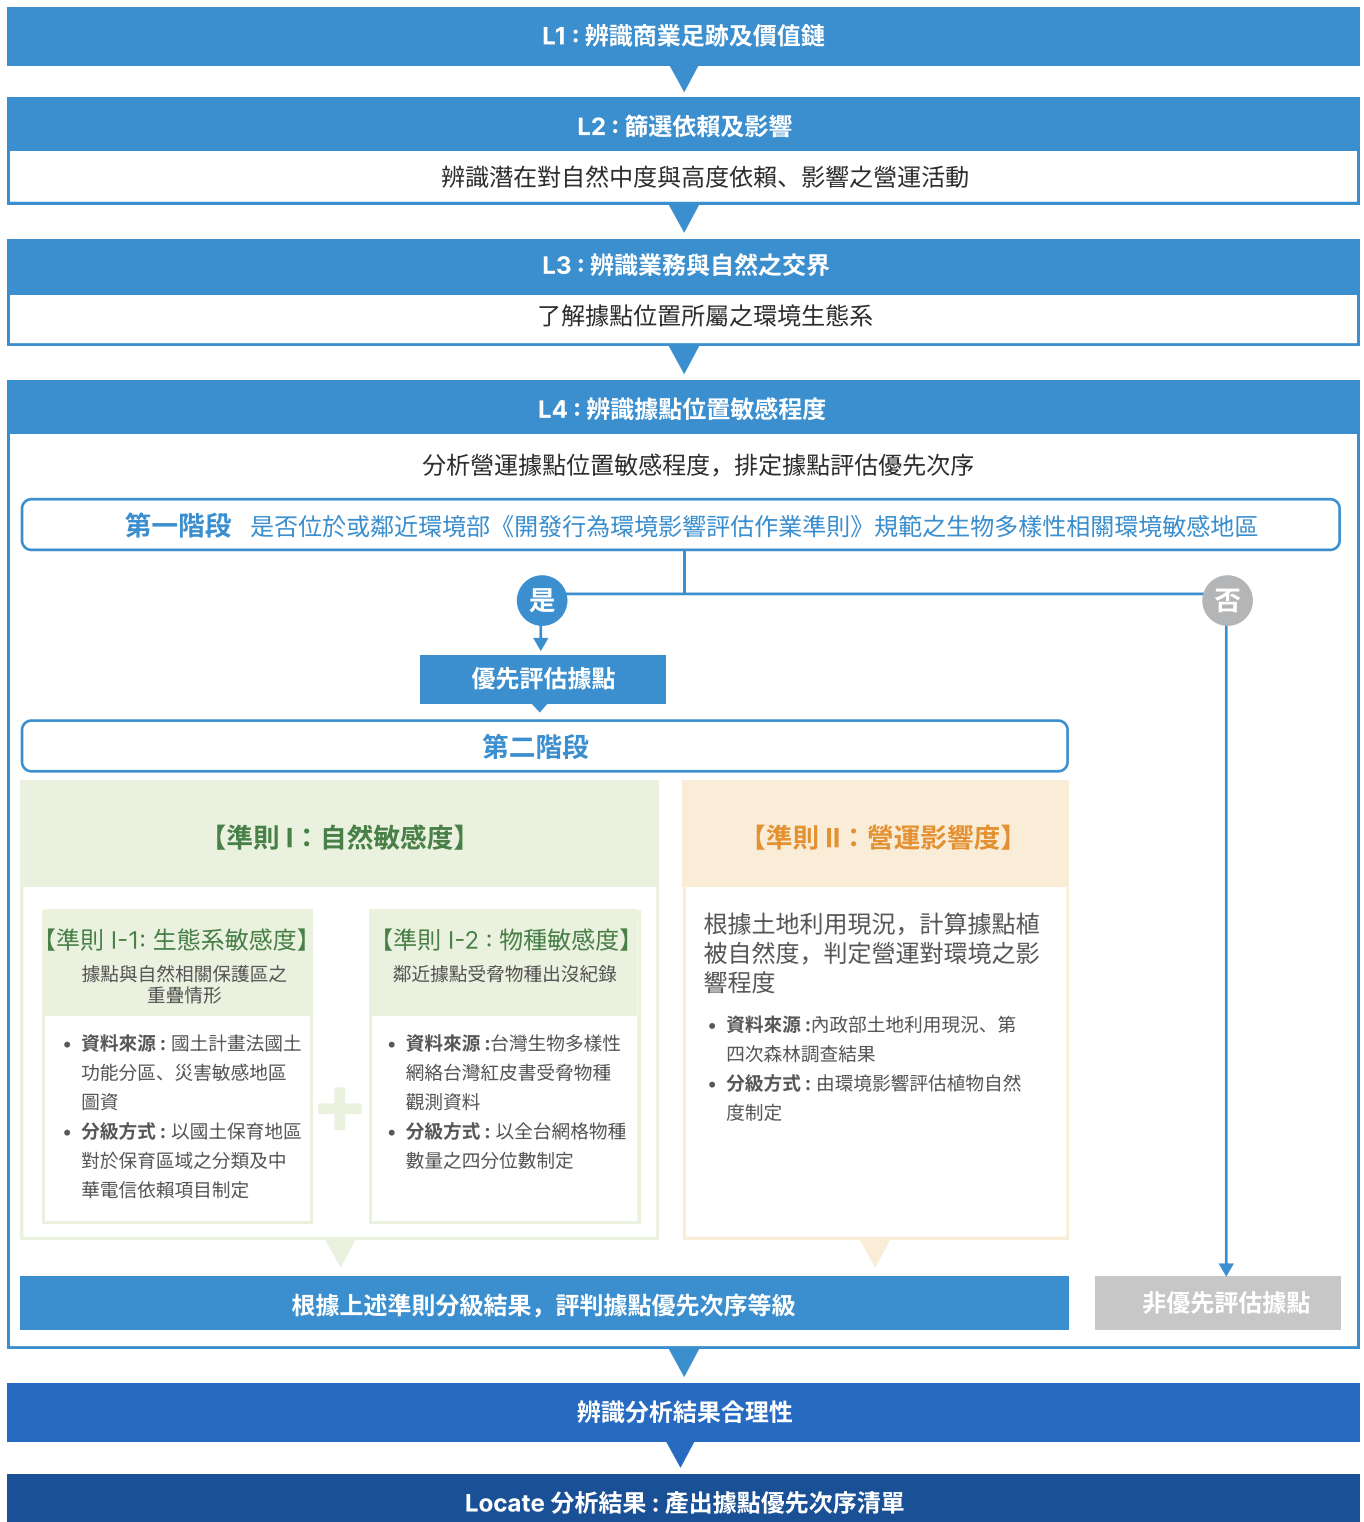 L1 : 辨識商業足跡及價值鏈
L2 : 篩選依賴及影響
辨識潛在對自然中度與高度依賴、影響之營運活動
L3 : 辨識業務與自然之交界
了解據點位置所屬之環境生態系
L4 : 辨識據點位置敏感程度
分析營運據點位置敏感程度，排定據點評估優先次序
第一階段 是否位於或鄰近環境部《開發行為環境影響評估作業準則》規範之生物多樣性相關環境敏感地區
是
否
優先評估據點
第二階段
【準則 I：自然敏感度】
【準則 I-1: 生態系敏感度】
據點與自然相關保護區之
重疊情形
• 資料來源 : 國土計畫法國土
功能分區、災害敏感地區
圖資
• 分級方式 : 以國土保育地區
對於保育區域之分類及中
華電信依賴項目制定
+
【準則 I-2 : 物種敏感度】
鄰近據點受脅物種出沒紀錄
• 資料來源 :台灣生物多樣性
網絡台灣紅皮書受脅物種
觀測資料
• 分級方式 : 以全台網格物種
數量之四分位數制定
【準則 II：營運影響度】
根據土地利用現況，計算據點植
被自然度，判定營運對環境之影
響程度
• 資料來源 :內政部土地利用現況、第
四次森林調查結果
• 分級方式 : 由環境影響評估植物自然
度制定
根據上述準則分級結果，評判據點優先次序等級
非優先評估據點
辨識分析結果合理性
Locate 分析結果 : 產出據點優先次序清單